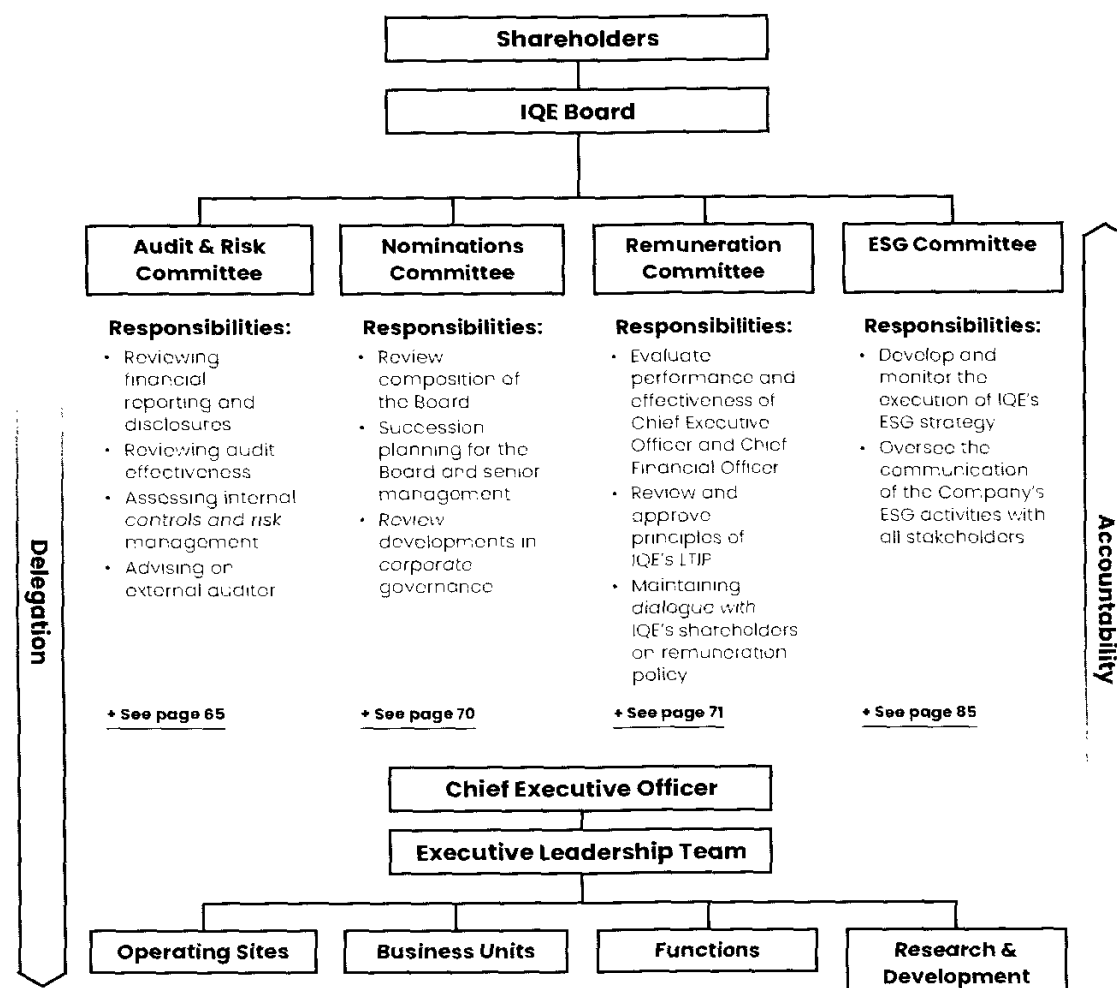 Shareholders
IQE Board
Audit & Risk
Committee
Responsibilities:
• Reviewing
financial
reporting and
disclosures
• Reviewing audit
effectiveness
• Assessing internal
controls and risk
management
• Advising on
external auditor
+ See page 65
Nominations
Committee
Responsibilities:
• Review
composition of
the Board
• Succession
planning for the
Board and senior
management
• Review
developments in
corporate
governance
+ See page 70
Remuneration
Committee
Responsibilities:
• Evaluate
performance and
effectiveness of
Chief Executive
Officer and Chief
Financial Officer
• Review and
approve
principles of
IQE's LTIP
• Maintaining
dialogue with
IQE's shareholders
on remuneration
policy
+ See page 71
ESG Committee
Responsibilities:
• Develop and
monitor the
execution of IQE's
ESG strategy
• Oversee the
communication
of the Company's
ESG activities with
all stakeholders
+ See page 85
Delegation
Accountability
Chief Executive Officer
Executive Leadership Team
Operating Sites
Business Units
Functions
Research &
Development